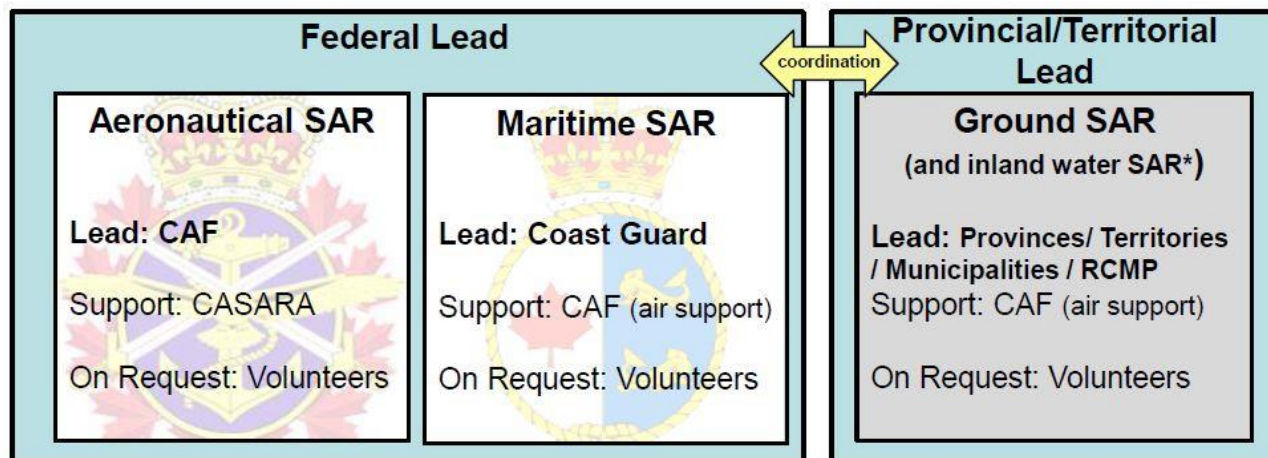 Federal Lead
coordination
Provincial/Territorial
Lead
Aeronautical SAR
Lead: CAF
Support: CASARA
On Request: Volunteers
Maritime SAR
Lead: Coast Guard
Support: CAF (air support)
On Request: Volunteers
Ground SAR
(and inland water SAR*)
Lead: Provinces/ Territories
/ Municipalities / RCMP
Support: CAF (air support)
On Request: Volunteers